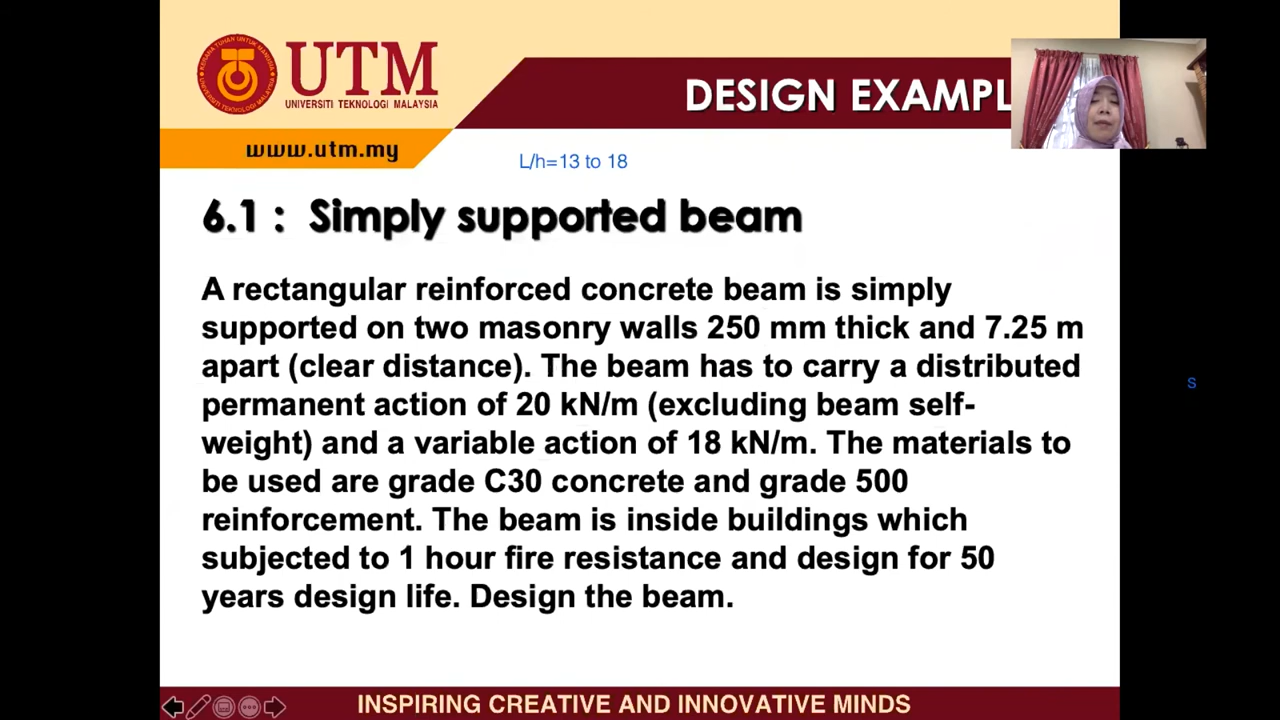 UTM
UNIVERSITI TEKNOLOGI MALAYSIA
DESIGN EXAMPL
www.utm.my
L/h=13 to 18
6.1 : Simply supported beam
A rectangular reinforced concrete beam is simply
supported on two masonry walls 250 mm thick and 7.25 m
apart (clear distance). The beam has to carry a distributed
permanent action of 20 kN/m (excluding beam self-
weight) and a variable action of 18 kN/m. The materials to
be used are grade C30 concrete and grade 500
reinforcement. The beam is inside buildings which
subjected to 1 hour fire resistance and design for 50
years design life. Design the beam.
s
INSPIRING CREATIVE AND INNOVATIVE MINDS